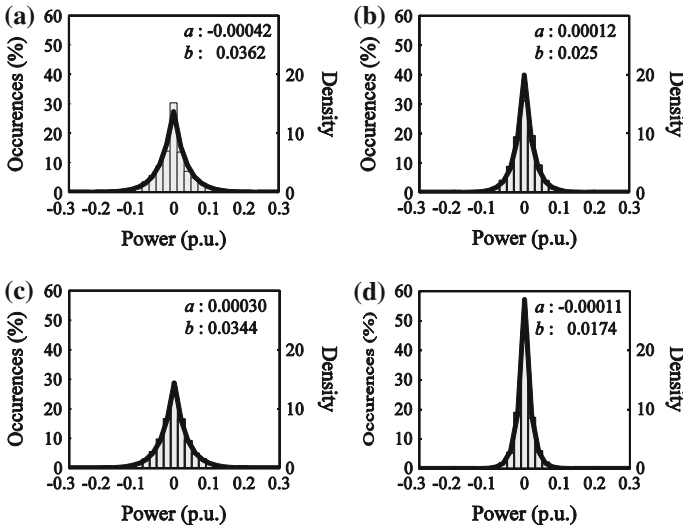 (a)
a : -0.00042
b : 0.0362
Occurences (%)
60
50
40
30
20
10
0
Density
20
10
0
-0.3 -0.2 -0.1 0 0.1 0.2 0.3
Power (p.u.)
(b)
a : 0.00012
b : 0.025
Occurences (%)
60
50
40
30
20
10
0
Density
20
10
0
-0.3 -0.2 -0.1 0 0.1 0.2 0.3
Power (p.u.)
(c)
a : 0.00030
b : 0.0344
Occurences (%)
60
50
40
30
20
10
0
Density
20
10
0
-0.3 -0.2 -0.1 0 0.1 0.2 0.3
Power (p.u.)
(d)
a : -0.00011
b : 0.0174
Occurences (%)
60
50
40
30
20
10
0
Density
20
10
0
-0.3 -0.2 -0.1 0 0.1 0.2 0.3
Power (p.u.)